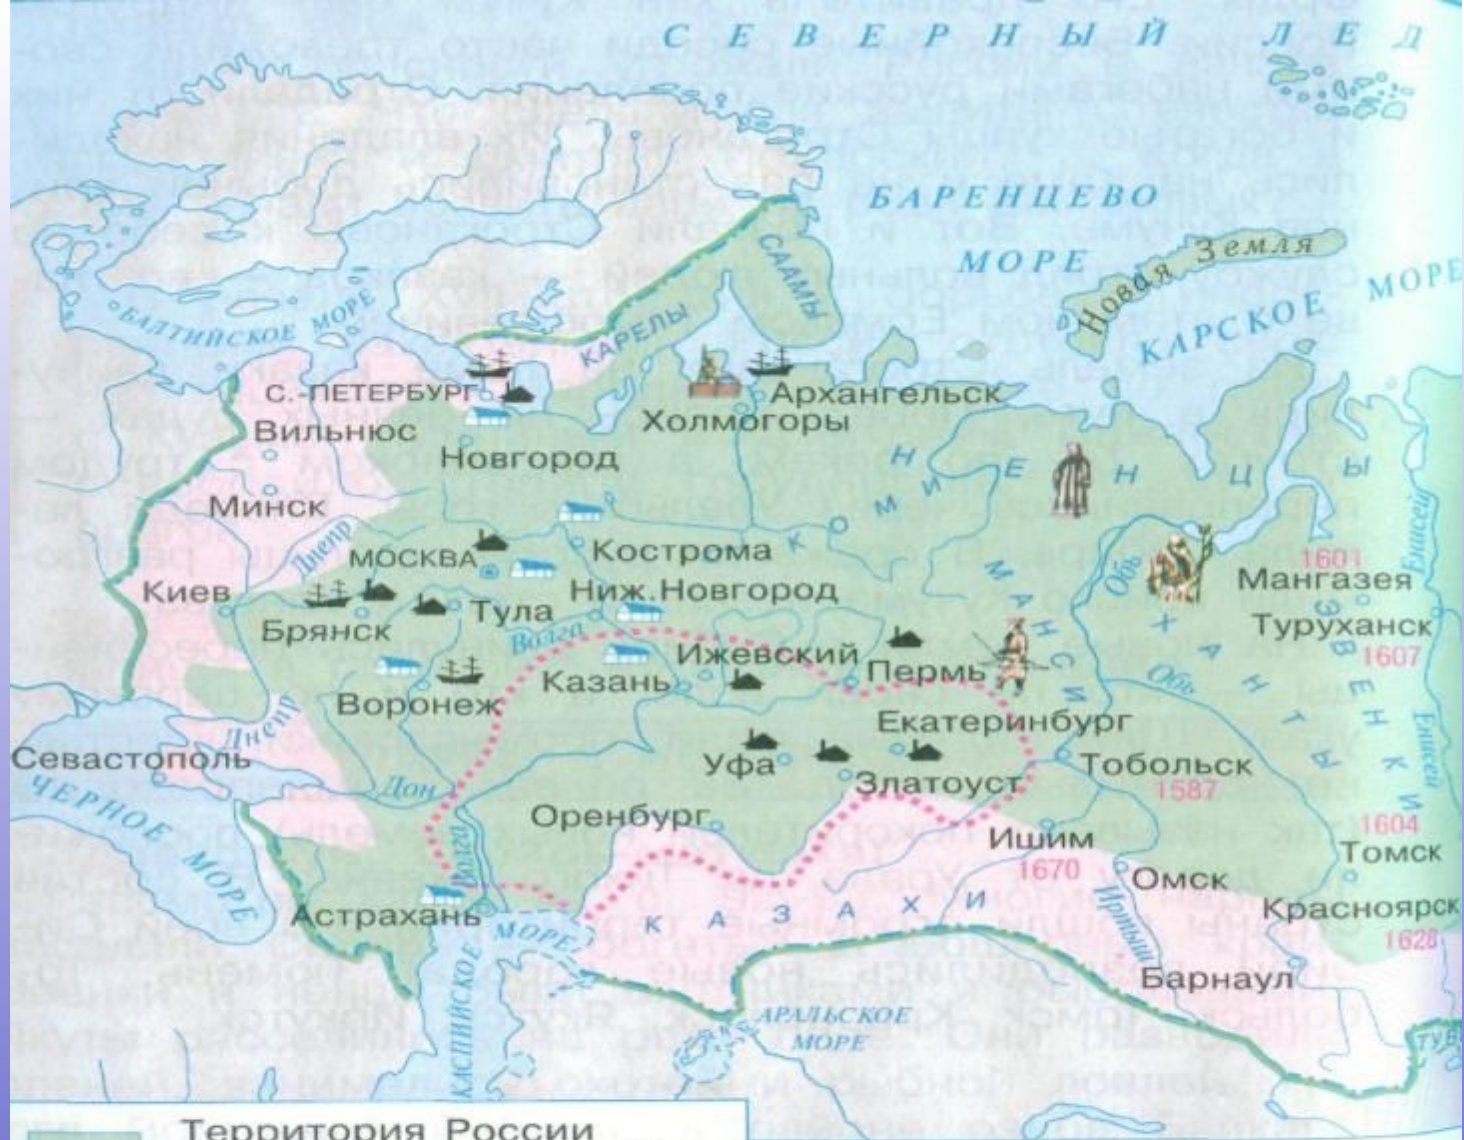 СЕВЕРНЫЙ ЛЕД
БАРЕНЦЕВО
МОРЕ
Новая Земля
КАРСКОЕ МОРЕ
СААМЫ
БАЛТИЙСКОЕ МОРЕ
КАРЕЛЫ
С.-ПЕТЕРБУРГ
Архангельск
Холмогоры
Вильнюс
Новгород
НЕНЦЫ
КОМИ
Минск
Днепр
МОСКВА
Кострома
Обь
1601
Мангазея
Енисей
Киев
Ниж.Новгород
Тула
Брянск
Волга
МАНСИ
ХАНТЫ
ЭВЕНКИ
Туруханск
1607
Ижевский
Пермь
Казань
Воронеж
Обь
Днепр
Екатеринбург
Енисей
Севастополь
Уфа
Златоуст
Тобольск
1587
ЧЕРНОЕ МОРЕ
Дон
Оренбург
Волга
Ишим
1670
1604
Томск
Омск
Астрахань
КАЗАХИ
Иртыш
Красноярск
1628
КАСПИЙСКОЕ МОРЕ
Барнаул
АРАЛЬСКОЕ
МОРЕ
ТУВ
Территория России